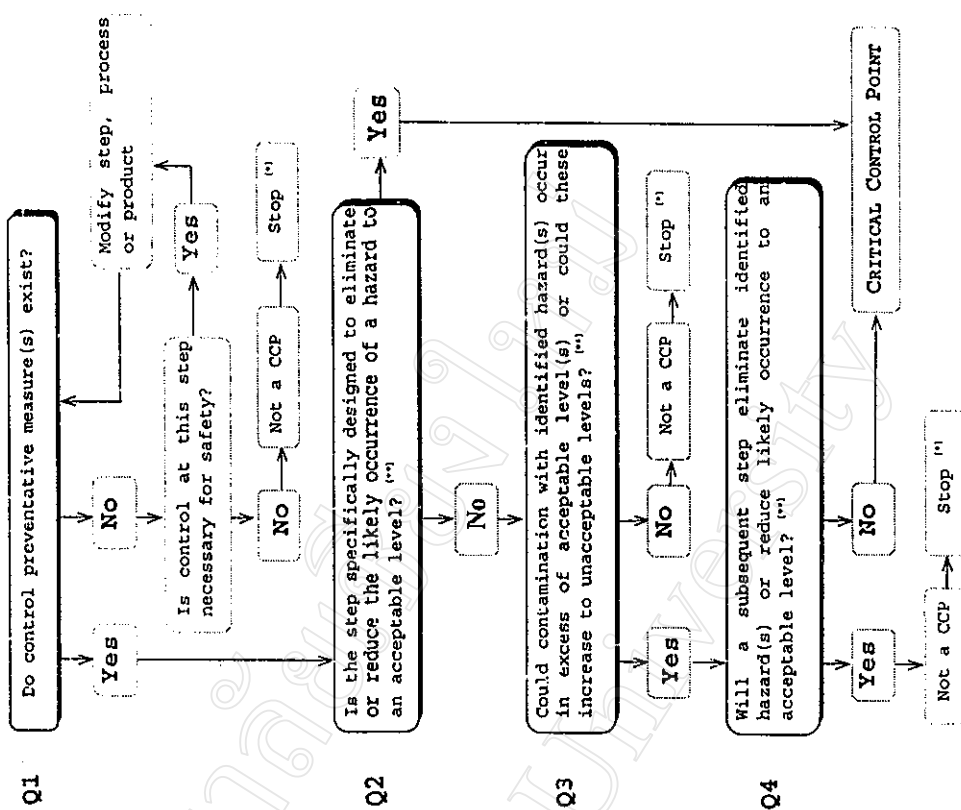 Q1
Do control preventative measure(s) exist?
Yes
No
Modify step, process
or product
Is control at this step
necessary for safety?
Yes
No
Not a CCP
Stop (*)
Q2
Is the step specifically designed to eliminate
or reduce the likely occurrence of a hazard to
an acceptable level? (**)
Yes
No
Q3
Could contamination with identified hazard(s) occur
in excess of acceptable level(s) or could these
increase to unacceptable levels? (**)
Yes
No
Not a CCP
Stop (*)
Q4
Will a subsequent step eliminate identified
hazard(s) or reduce likely occurrence to an
acceptable level? (**)
Yes
No
CRITICAL CONTROL POINT
Not a CCP
Stop (*)
University